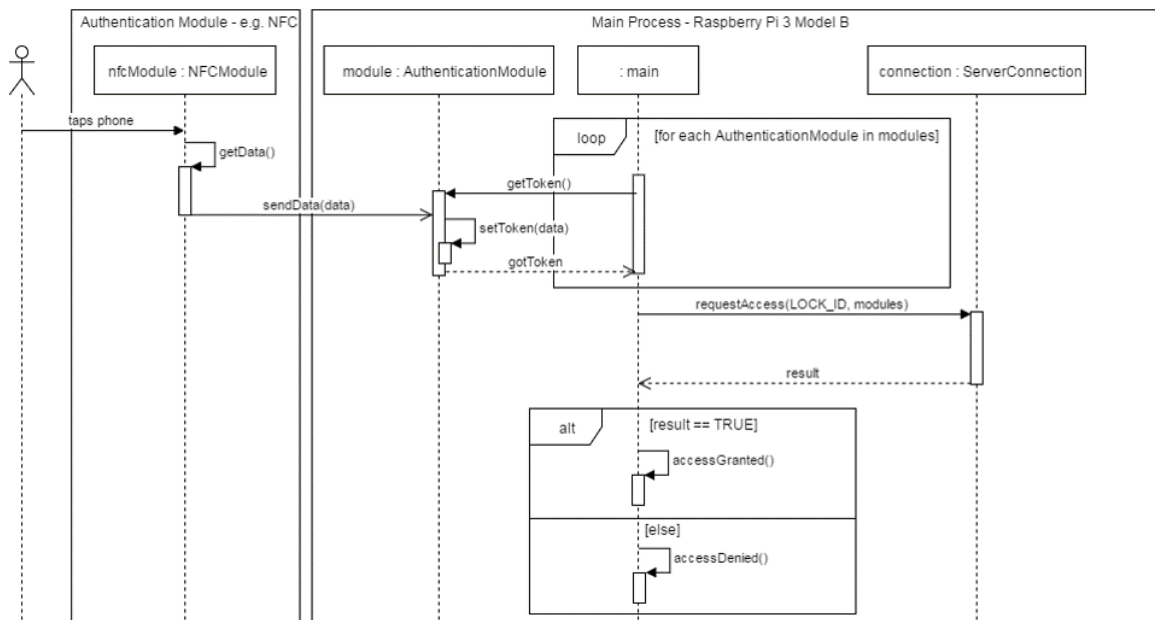 Authentication Module - e.g. NFC
Main Process - Raspberry Pi 3 Model B
nfcModule : NFCModule
module : AuthenticationModule
: main
connection : ServerConnection
taps phone
loop
[for each AuthenticationModule in modules]
getData()
getToken()
sendData(data)
setToken(data)
gotToken
requestAccess(LOCK_ID, modules)
result
alt
[result == TRUE]
accessGranted()
[else]
accessDenied()